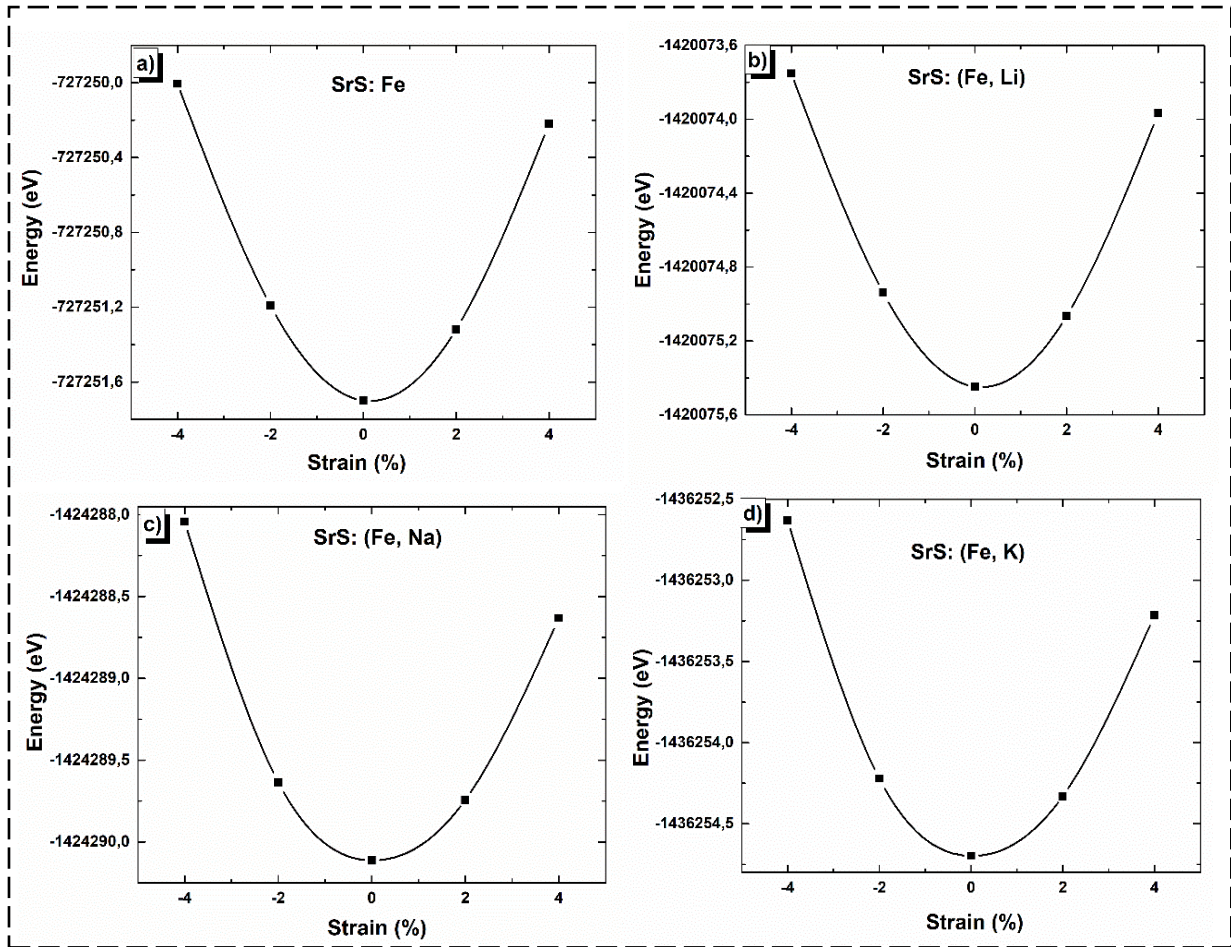 a)
SrS: Fe
-727250,0
-727250,4
-727250,8
-727251,2
-727251,6
Energy (eV)
-4 -2 0 2 4
Strain (%)
b)
SrS: (Fe, Li)
-1420073,6
-1420074,0
-1420074,4
-1420074,8
-1420075,2
-1420075,6
Energy (eV)
-4 -2 0 2 4
Strain (%)
c)
SrS: (Fe, Na)
-1424288,0
-1424288,5
-1424289,0
-1424289,5
-1424290,0
Energy (eV)
-4 -2 0 2 4
Strain (%)
d)
SrS: (Fe, K)
-1436252,5
-1436253,0
-1436253,5
-1436254,0
-1436254,5
Energy (eV)
-4 -2 0 2 4
Strain (%)